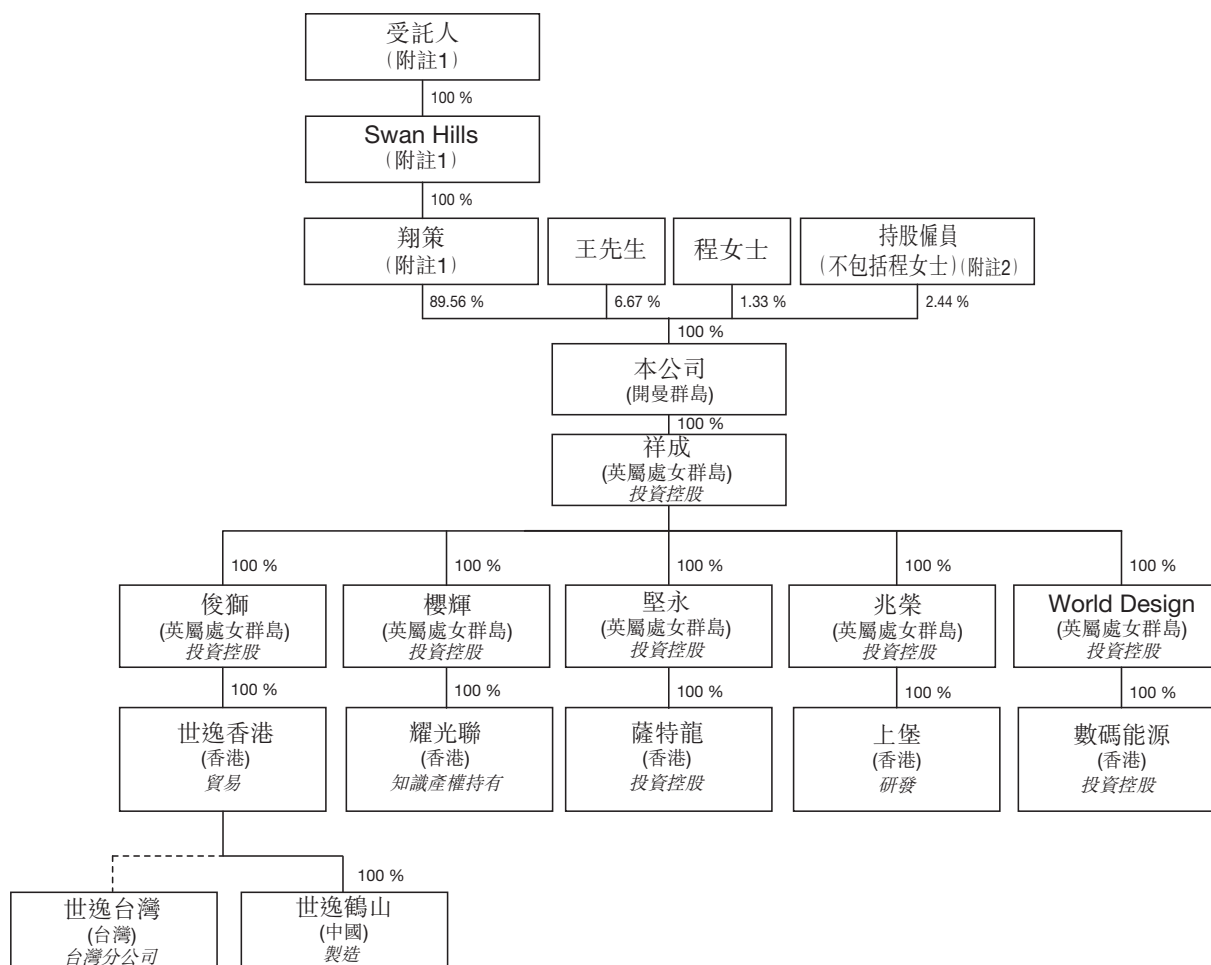 受託人
（附註1）
100 %
Swan Hills
（附註1）
100 %
翔策
（附註1）
王先生
程女士
持股僱員
（不包括程女士）（附註2）
89.56 %
6.67 %
1.33 %
2.44 %
100 %
本公司
(開曼群島)
100 %
祥成
(英屬處女群島)
投資控股
100 %
100 %
100 %
100 %
100 %
俊獅
(英屬處女群島)
投資控股
櫻輝
(英屬處女群島)
投資控股
堅永
(英屬處女群島)
投資控股
兆榮
(英屬處女群島)
投資控股
World Design
(英屬處女群島)
投資控股
100 %
100 %
100 %
100 %
100 %
世逸香港
(香港)
貿易
耀光聯
(香港)
知識產權持有
薩特龍
(香港)
投資控股
上堡
(香港)
研發
數碼能源
(香港)
投資控股
100 %
世逸台灣
(台灣)
台灣分公司
世逸鶴山
(中國)
製造